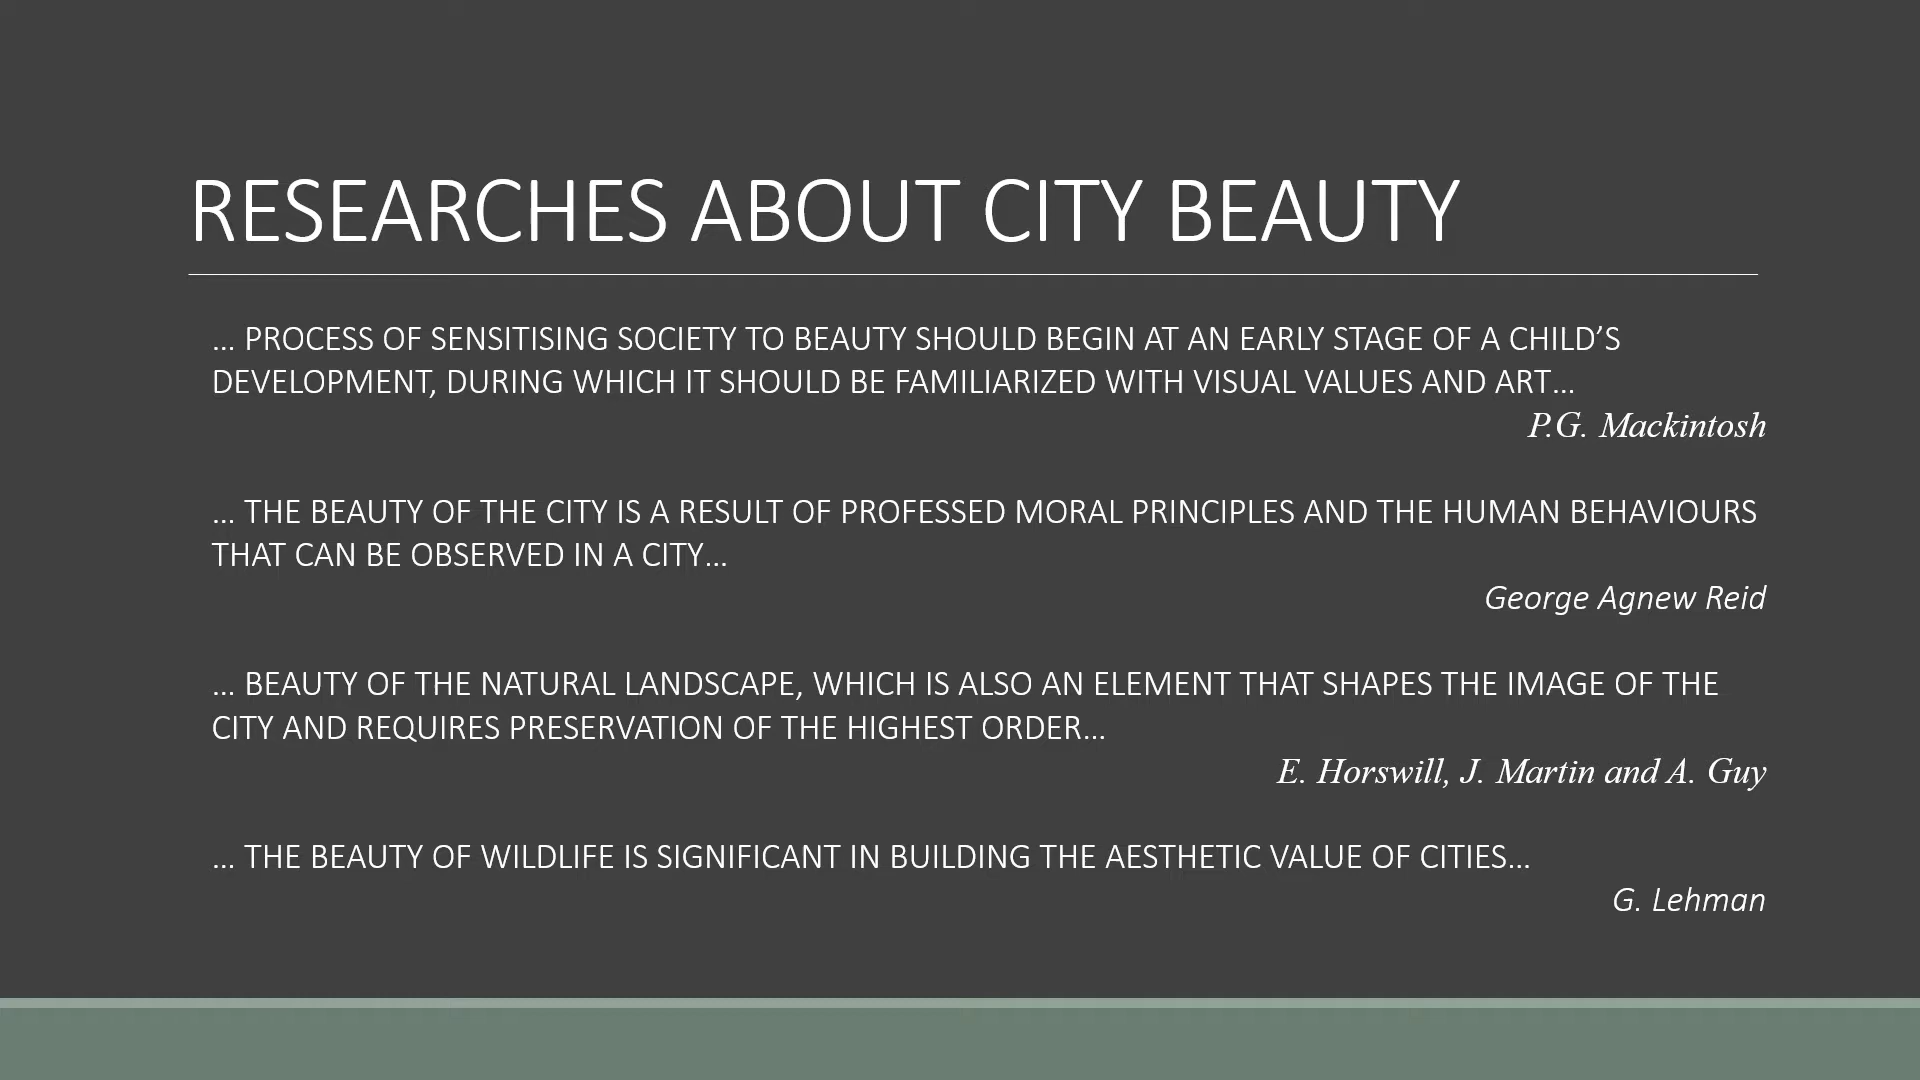 RESEARCHES ABOUT CITY BEAUTY
... PROCESS OF SENSITISING SOCIETY TO BEAUTY SHOULD BEGIN AT AN EARLY STAGE OF A CHILD’S
DEVELOPMENT, DURING WHICH IT SHOULD BE FAMILIARIZED WITH VISUAL VALUES AND ART...
P.G. Mackintosh
... THE BEAUTY OF THE CITY IS A RESULT OF PROFESSED MORAL PRINCIPLES AND THE HUMAN BEHAVIOURS
THAT CAN BE OBSERVED IN A CITY...
George Agnew Reid
... BEAUTY OF THE NATURAL LANDSCAPE, WHICH IS ALSO AN ELEMENT THAT SHAPES THE IMAGE OF THE
CITY AND REQUIRES PRESERVATION OF THE HIGHEST ORDER...
E. Horswill, J. Martin and A. Guy
... THE BEAUTY OF WILDLIFE IS SIGNIFICANT IN BUILDING THE AESTHETIC VALUE OF CITIES...
G. Lehman